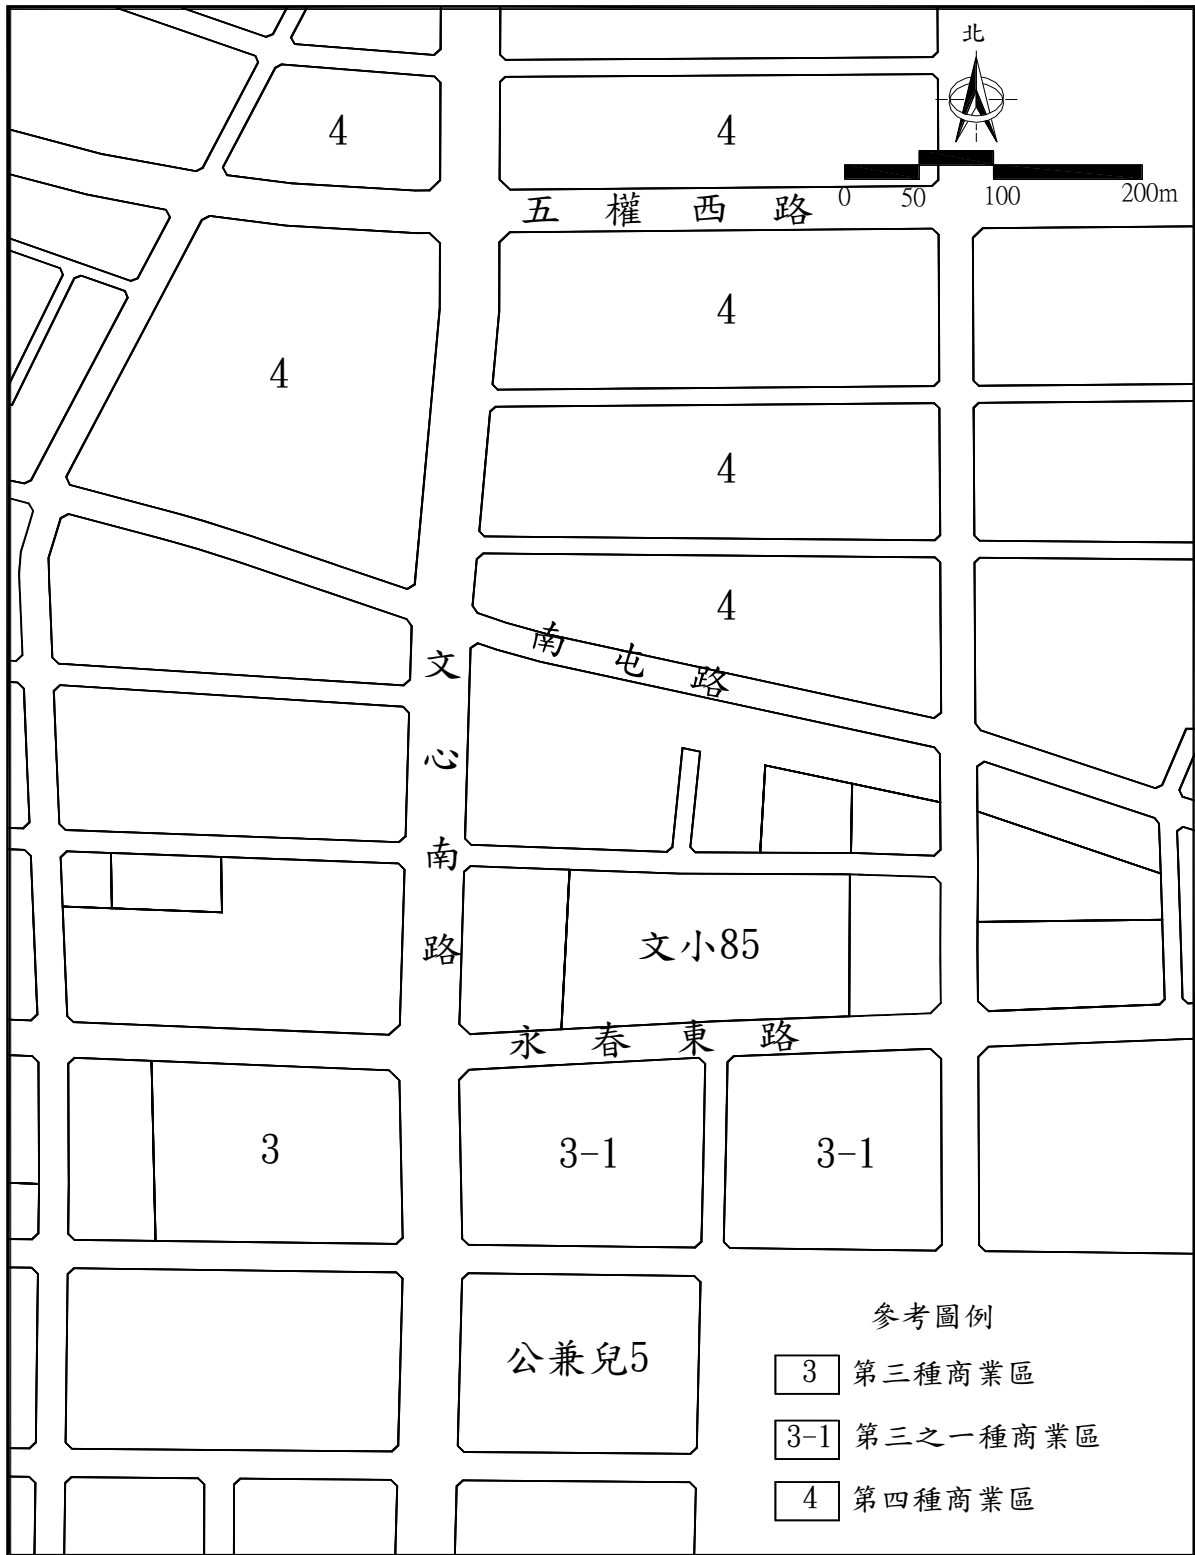 北
4
4
0 50 100 200m
五權西路
4
4
4
4
南屯路
文心南路
文小85
永春東路
3
3-1
3-1
公兼兒5
參考圖例
3 第三種商業區
3-1 第三之一種商業區
4 第四種商業區